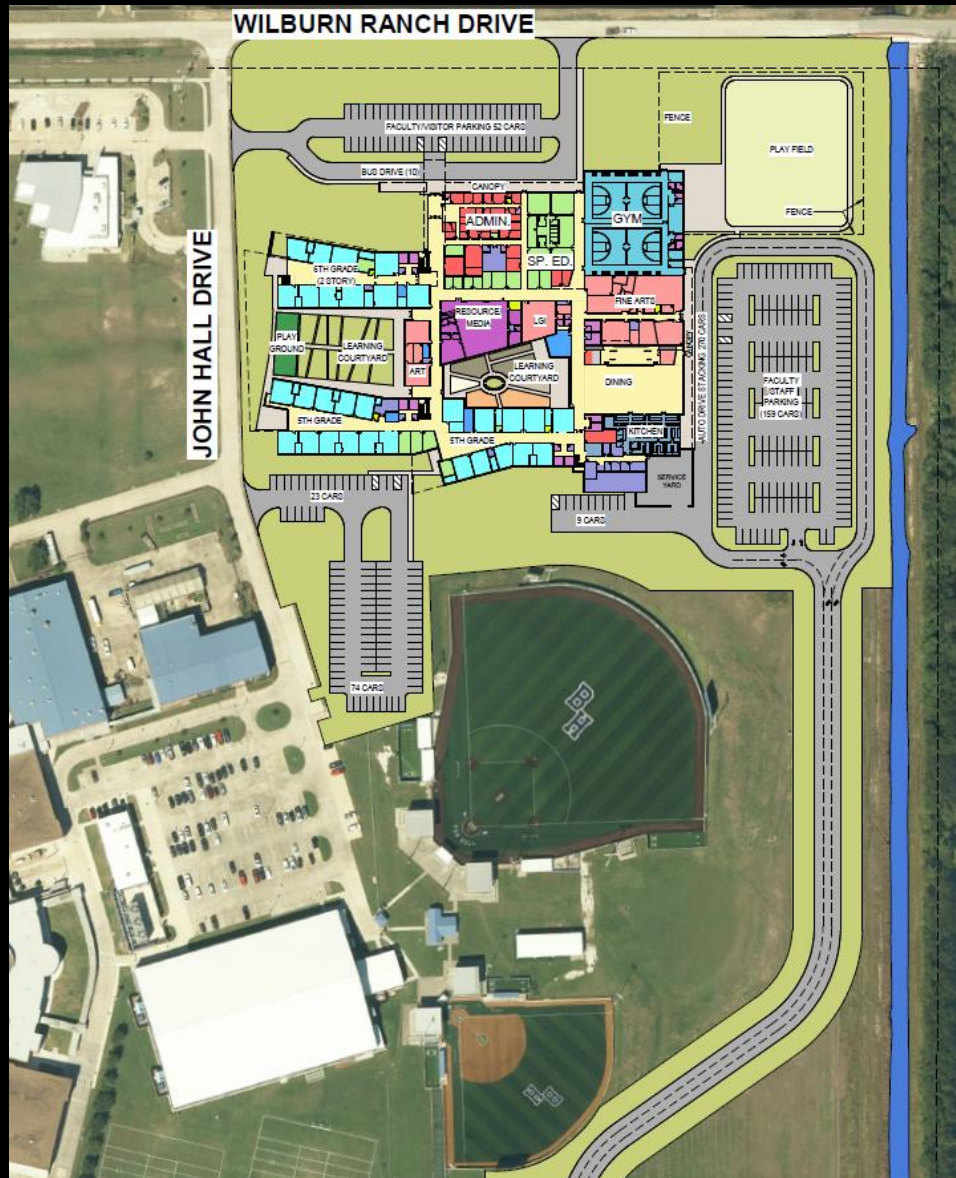 WILBURN RANCH DRIVE
FACULTY/VISITOR PARKING 52 CARS
FENCE
PLAY FIELD
BUS DRIVE (10)
CANOPY
ADMIN.
GYM
FENCE
SP. ED.
JOHN HALL DRIVE
(2 STORY)
FINE ARTS
RESOURCE/
MEDIA
LGI
PLAY
GROUND
LEARNING
COURTYARD
ART
LEARNING
COURTYARD
CANOPY
AUTO DRIVE STACKING 270 CARS
DINING
FACULTY
/STAFF
PARKING
(159 CARS)
5TH GRADE
5TH GRADE
KITCHEN
SERVICE
YARD
23 CARS
9 CARS
74 CARS